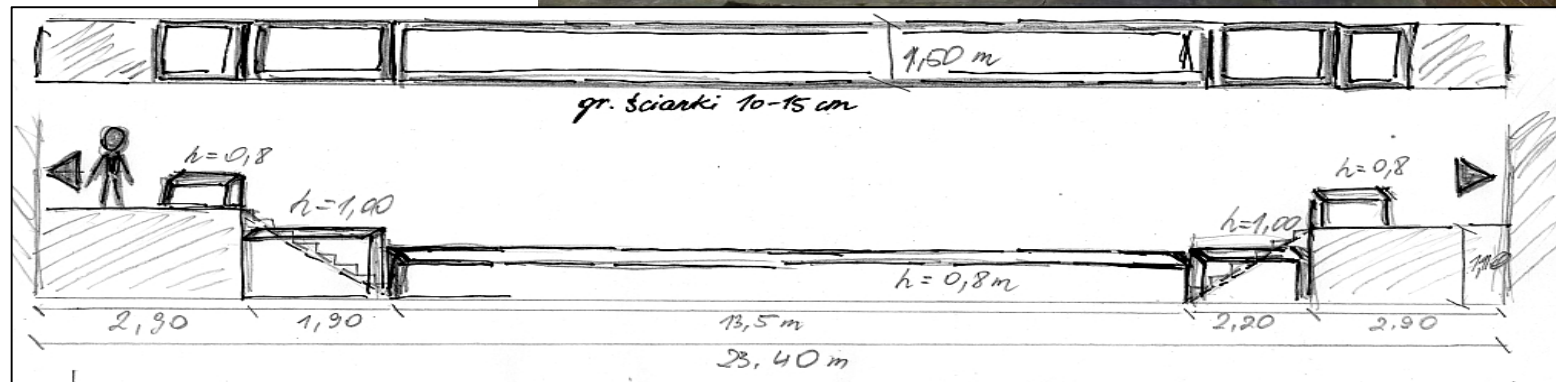 1,50 m
gr. ścianki 10-15 cm
h=0,8
h=0,8
h=1,00
h=1,00
h=0,8 m
1,10
2,90
1,90
13,5 m
2,20
2.90
23.40 m